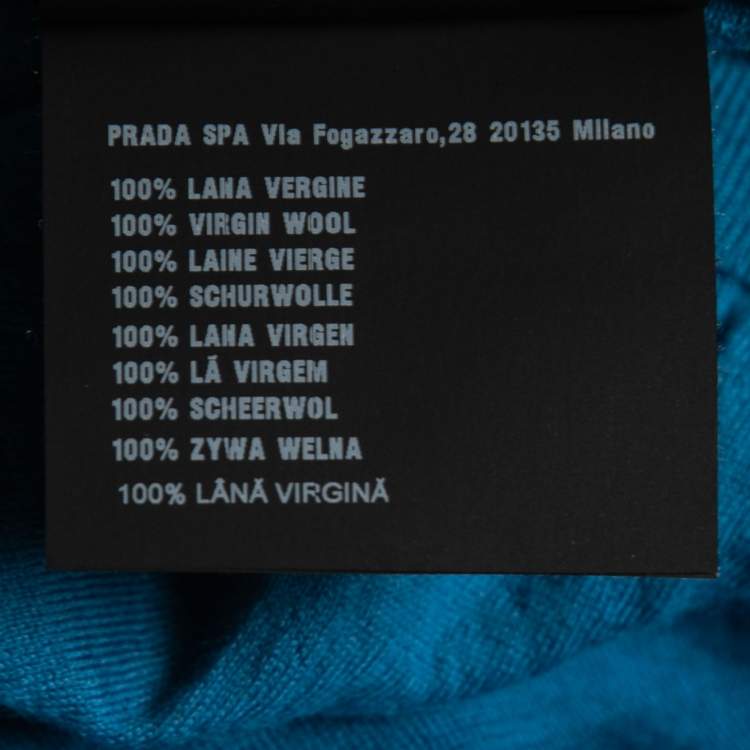 PRADA SPA Via Fogazzaro,28 20135 Milano
100% LANA VERGINE
100% VIRGIN WOOL
100% LAINE VIERGE
100% SCHURWOLLE
100% LANA VIRGEN
100% LÃ VIRGEM
100% SCHEERWOL
100% ZYWA WELNA
100% LÂNĂ VIRGINĂ